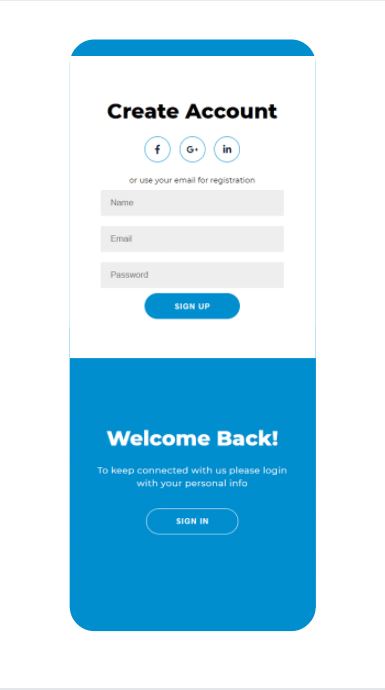 Create Account
f G+ in
or use your email for registration
Name
Email
Password
SIGN UP
Welcome Back!
To keep connected with us please login
with your personal info
SIGN IN